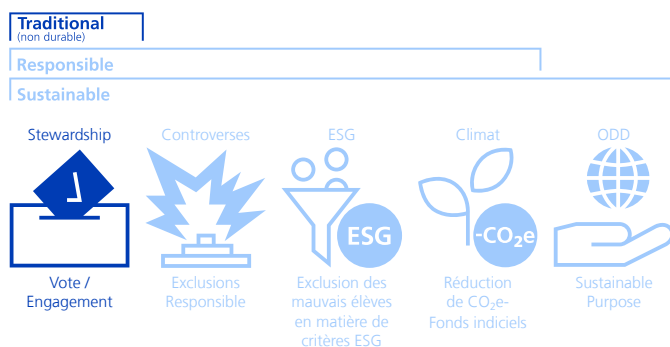 Traditional
(non durable)
Responsible
Sustainable
Stewardship
Controverses
ESG
Climat
ODD
ESG
-CO₂e
Vote /
Engagement
Exclusions
Responsible
Exclusion des
mauvais élèves
en matière de
critères ESG
Réduction
de CO₂e-
Fonds indiciels
Sustainable
Purpose